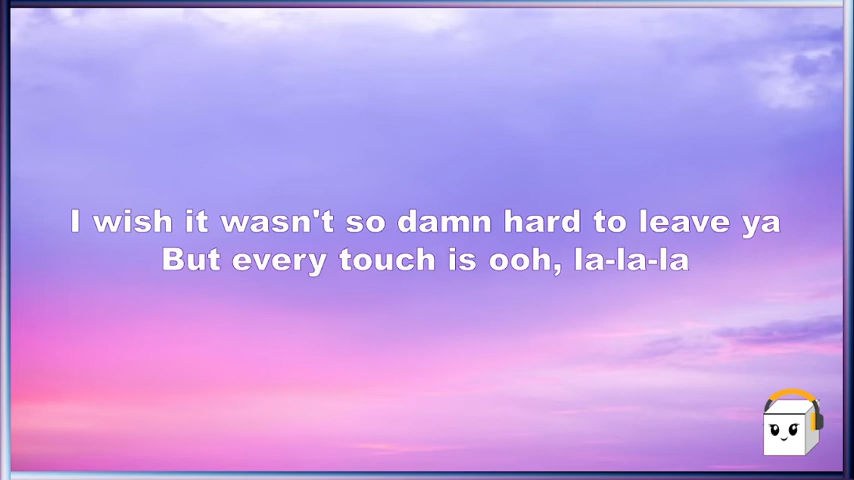 I wish it wasn't so damn hard to leave ya
But every touch is ooh, la-la-la